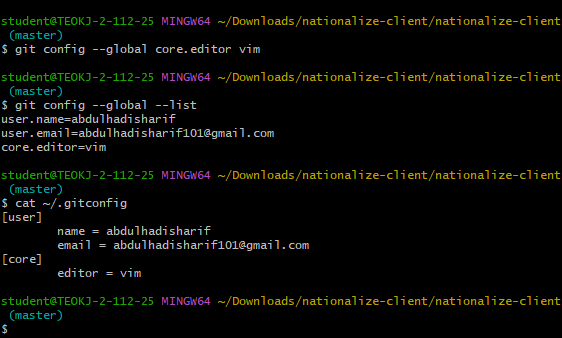 student@TEOKJ-2-112-25 MINGW64 ~/Downloads/nationalize-client/nationalize-client
(master)
$ git config --global core.editor vim
student@TEOKJ-2-112-25 MINGW64 ~/Downloads/nationalize-client/nationalize-client
(master)
$ git config --global --list
user.name=abdulhadisharif
user.email=abdulhadisharif101@gmail.com
core.editor=vim
student@TEOKJ-2-112-25 MINGW64 ~/Downloads/nationalize-client/nationalize-client
(master)
$ cat ~/.gitconfig
[user]
name = abdulhadisharif
email = abdulhadisharif101@gmail.com
[core]
editor = vim
student@TEOKJ-2-112-25 MINGW64 ~/Downloads/nationalize-client/nationalize-client
(master)
$